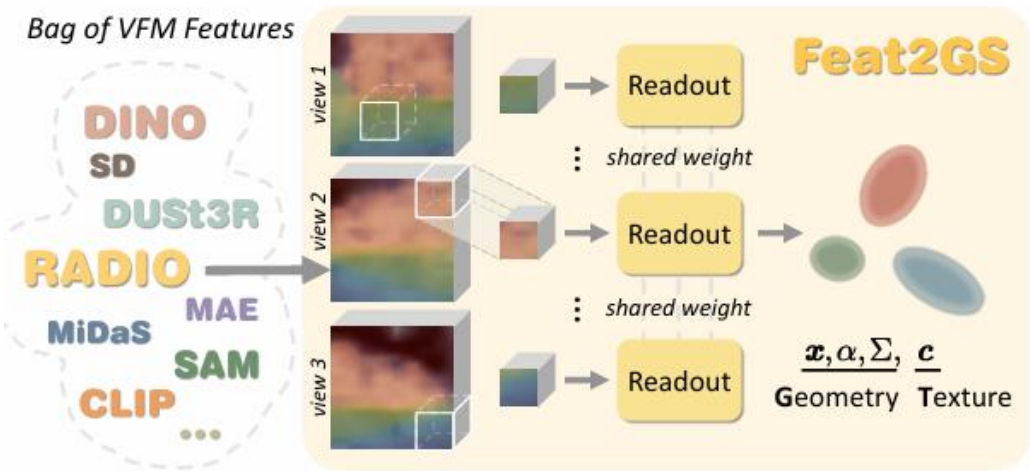 Bag of VFM Features
DINO
SD
DUSt3R
RADIO
MAE
MiDaS
SAM
CLIP
...
view 1
view 2
view 3
Readout
shared weight
Readout
shared weight
Readout
Feat2GS
x, α, Σ, c
Geometry Texture